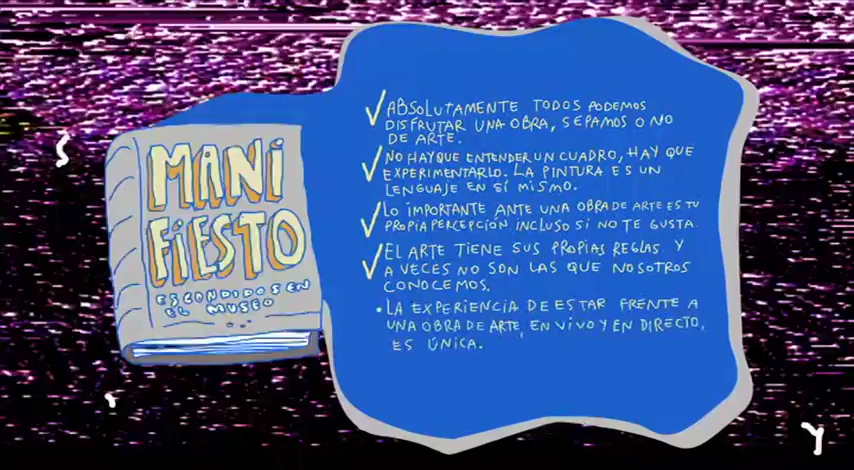 MANI
FIESTO
ESCONDIDOS EN
EL MUSEO
ABSOLUTAMENTE TODOS PODEMOS
DISFRUTAR UNA OBRA, SEPAMOS O NO
DE ARTE.
NO HAY QUE ENTENDER UN CUADRO, HAY QUE
EXPERIMENTARLO. LA PINTURA ES UN
LENGUAJE EN SÍ MISMO.
LO IMPORTANTE ANTE UNA OBRA DE ARTE ES TU
PROPIA PERCEPCIÓN. INCLUSO SI NO TE GUSTA.
EL ARTE TIENE SUS PROPIAS REGLAS. Y
A VECES NO SON LAS QUE NOSOTROS
CONOCEMOS.
• LA EXPERIENCIA DE ESTAR FRENTE A
UNA OBRA DE ARTE, EN VIVO Y EN DIRECTO,
ES ÚNICA.
S
Y